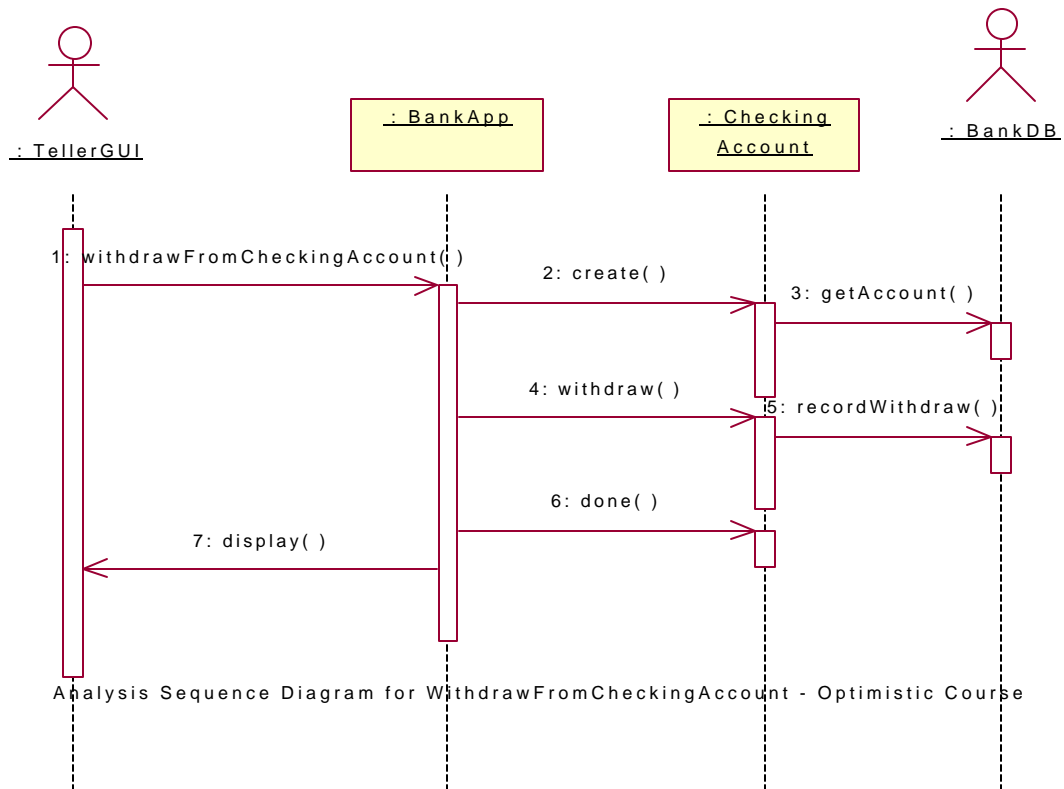 : TellerGUI
: BankApp
: Checking
Account
: BankDB
1: withdrawFromCheckingAccount( )
2: create( )
3: getAccount( )
4: withdraw( )
5: recordWithdraw( )
6: done( )
7: display( )
Analysis Sequence Diagram for WithdrawFromCheckingAccount - Optimistic Course